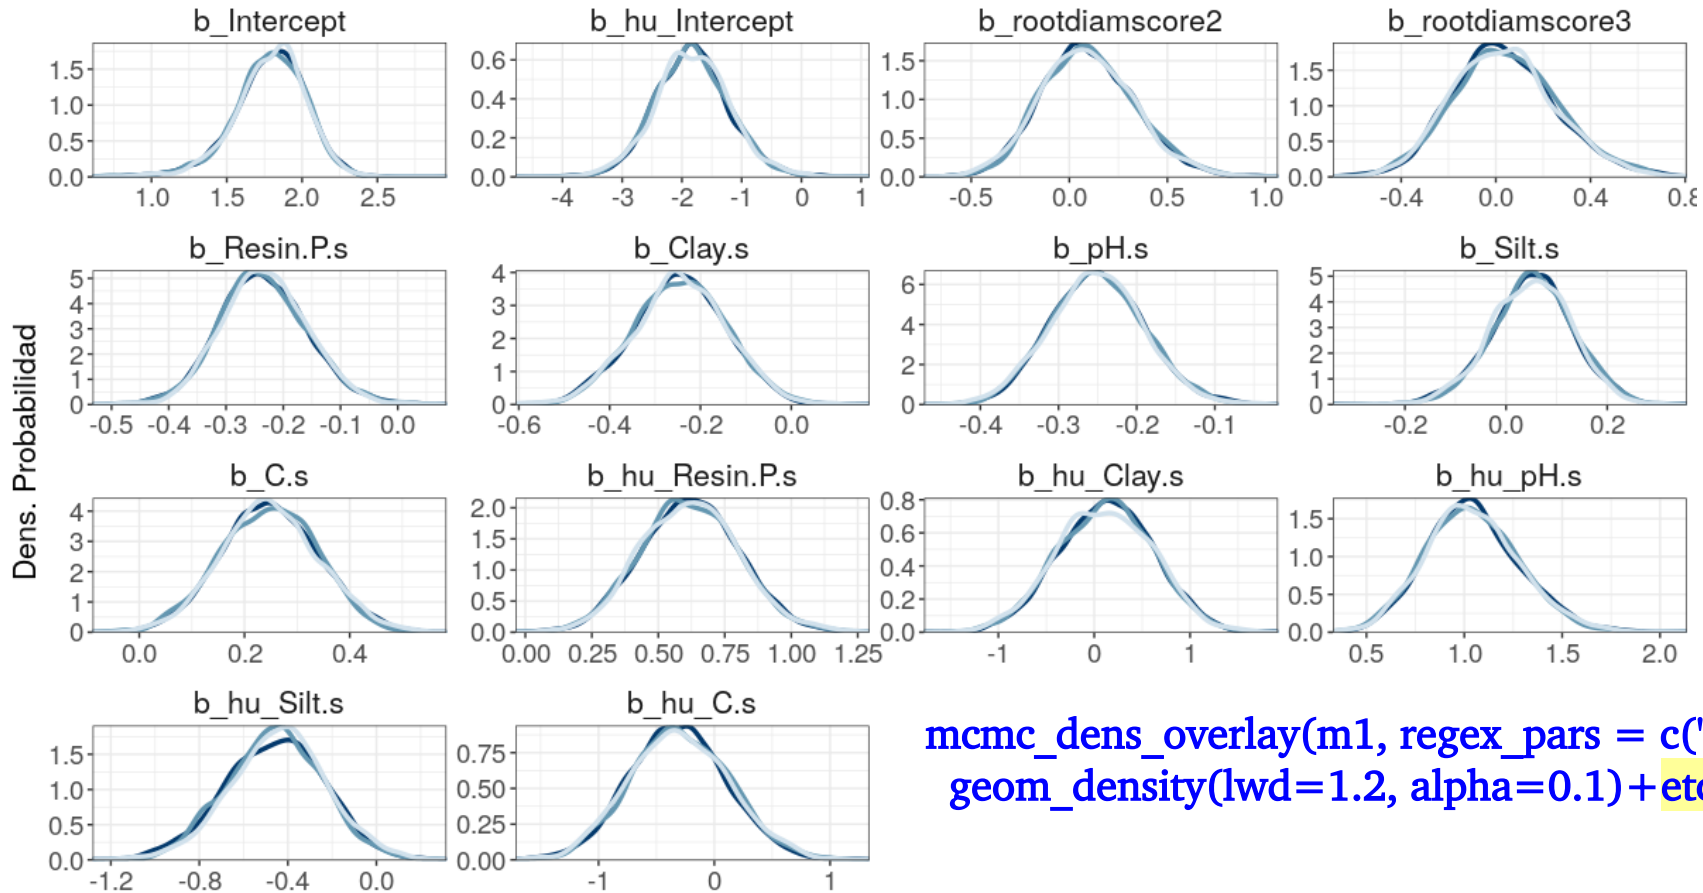 b_Intercept b_hu_Intercept b_rootdiamscore2 b_rootdiamscore3
1.5 0.6 1.5 1.5
1.0 0.4 1.0 1.0
0.5 0.2 0.5 0.5
0.0 0.0 0.0 0.0
1.0 1.5 2.0 2.5 -4 -3 -2 -1 0 1 -0.5 0.0 0.5 1.0 -0.4 0.0 0.4 0.8
b_Resin.P.s b_Clay.s b_pH.s b_Silt.s
5 4 6 5
4 3 4 4
3 2 2 3
2 1 0 2
1 0 1
0 0
-0.5 -0.4 -0.3 -0.2 -0.1 0.0 -0.6 -0.4 -0.2 0.0 -0.4 -0.3 -0.2 -0.1 -0.2 0.0 0.2
Dens. Probabilidad
b_C.s b_hu_Resin.P.s b_hu_Clay.s b_hu_pH.s
4 2.0 0.8 1.5
3 1.5 0.6 1.0
2 1.0 0.4 0.5
1 0.5 0.2 0.0
0 0.0 0.0
0.0 0.2 0.4 0.00 0.25 0.50 0.75 1.00 1.25 -1 0 1 0.5 1.0 1.5 2.0
b_hu_Silt.s b_hu_C.s
1.5 0.75
1.0 0.50
0.5 0.25
0.0 0.00
-1.2 -0.8 -0.4 0.0 -1 0 1
mcmc_dens_overlay(m1, regex_pars = c("
geom_density(lwd=1.2, alpha=0.1)+etc